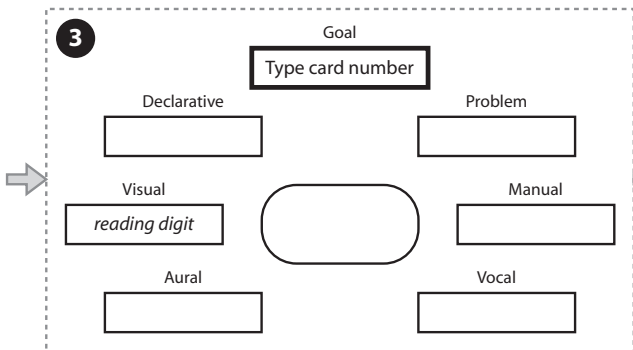 3
Goal
Type card number
Declarative Problem
Visual Manual
reading digit
Aural Vocal